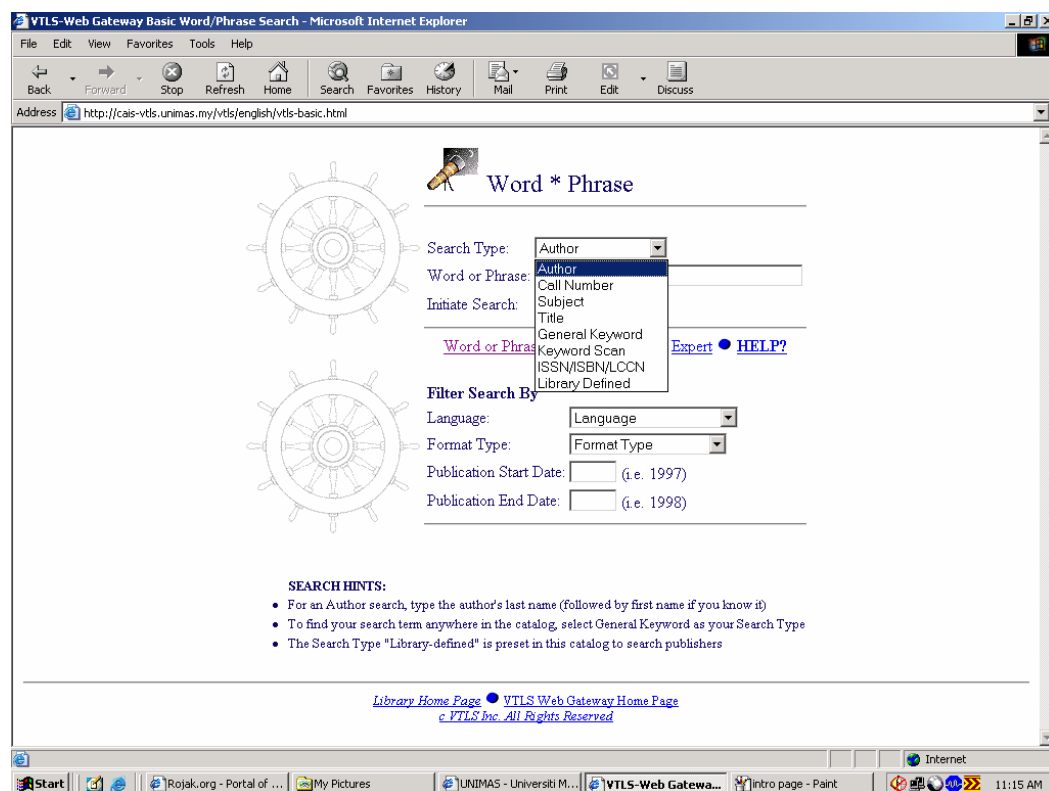 VTLS-Web Gateway Basic Word/Phrase Search - Microsoft Internet Explorer
File Edit View Favorites Tools Help
Back Forward Stop Refresh Home Search Favorites History Mail Print Edit Discuss
Address http://cais-vtls.unimas.my/vtls/english/vtls-basic.html
Word * Phrase
Search Type: Author
Word or Phrase:
Initiate Search:
Author
Call Number
Subject
Title
General Keyword
Keyword Scan
ISSN/ISBN/LCCN
Library Defined
Word or Phras Expert HELP?
Filter Search By
Language: Language
Format Type: Format Type
Publication Start Date: (i.e. 1997)
Publication End Date: (i.e. 1998)
SEARCH HINTS:
• For an Author search, type the author's last name (followed by first name if you know it)
• To find your search term anywhere in the catalog, select General Keyword as your Search Type
• The Search Type "Library-defined" is preset in this catalog to search publishers
Library Home Page VTLS Web Gateway Home Page
c VTLS Inc. All Rights Reserved
Internet
Start Rojak.org - Portal of ... My Pictures UNIMAS - Universiti M... VTLS-Web Gatewa... intro page - Paint 11:15 AM